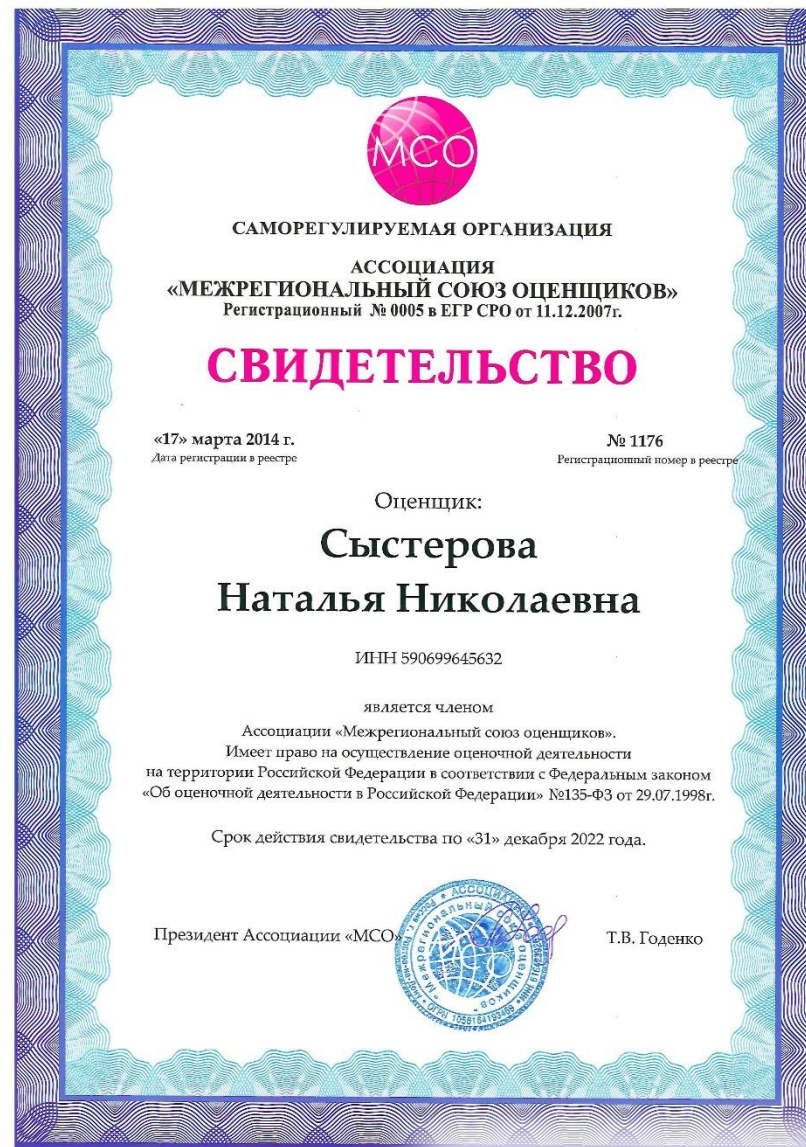 МСО
САМОРЕГУЛИРУЕМАЯ ОРГАНИЗАЦИЯ
АССОЦИАЦИЯ
«МЕЖРЕГИОНАЛЬНЫЙ СОЮЗ ОЦЕНЩИКОВ»
Регистрационный № 0005 в ЕГР СРО от 11.12.2007г.
СВИДЕТЕЛЬСТВО
«17» марта 2014 г.
Дата регистрации в реестре
№ 1176
Регистрационный номер в реестре
Оценщик:
Сыстерова
Наталья Николаевна
ИНН 590699645632
является членом
Ассоциации «Межрегиональный союз оценщиков».
Имеет право на осуществление оценочной деятельности
на территории Российской Федерации в соответствии с Федеральным законом
«Об оценочной деятельности в Российской Федерации» №135-ФЗ от 29.07.1998г.
Срок действия свидетельства по «31» декабря 2022 года.
Президент Ассоциации «МСО»
Т.В. Годенко
"Межрегиональный союз оценщиков"